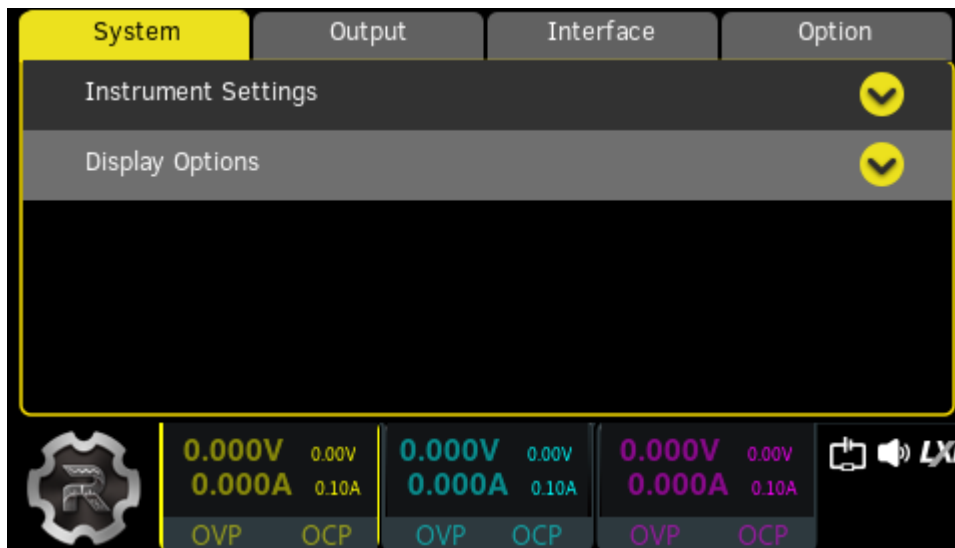 System Output Interface Option
Instrument Settings
Display Options
0.000V 0.00V 0.000V 0.00V 0.000V 0.00V
0.000A 0.10A 0.000A 0.10A 0.000A 0.10A
OVP OCP OVP OCP OVP OCP
LXI
R